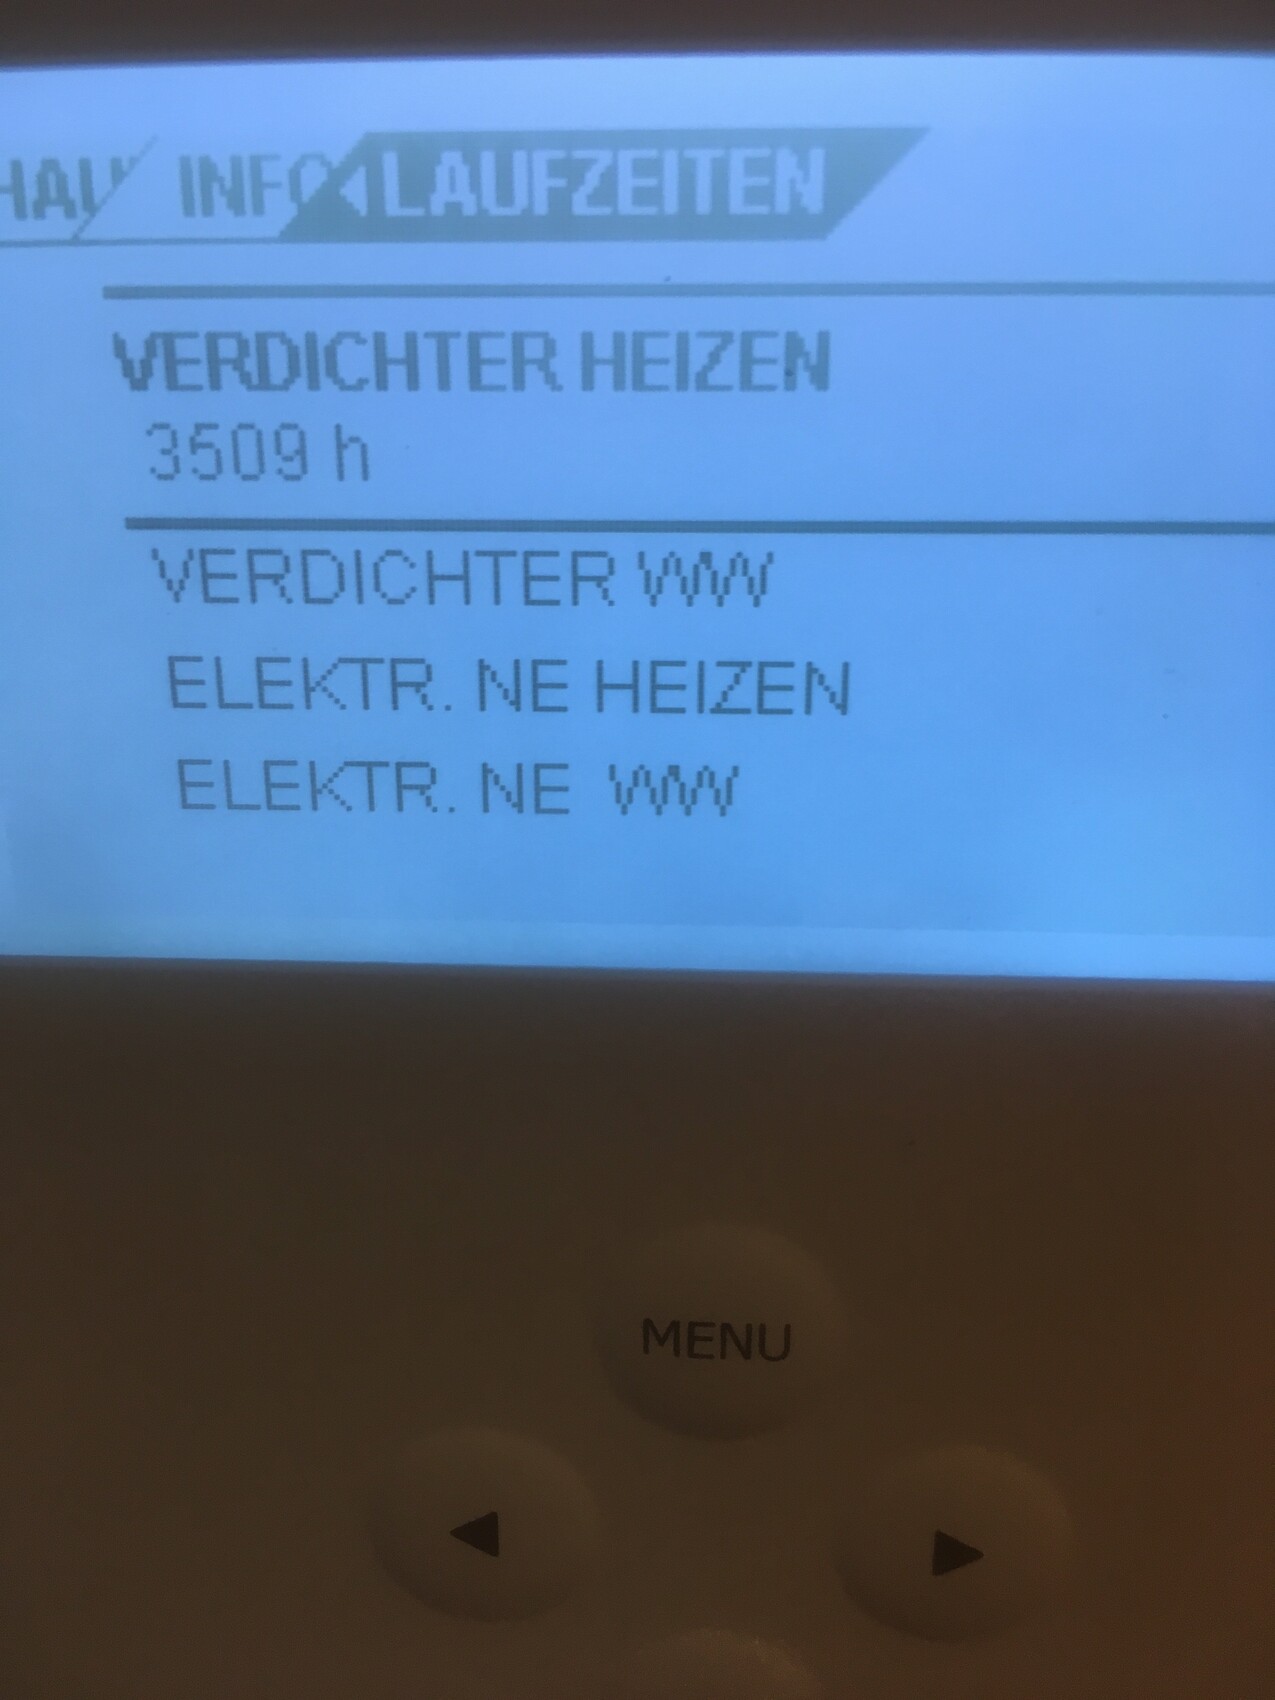 INFO LAUFZEITEN
VERDICHTER HEIZEN
3509 h
VERDICHTER WW
ELEKTR. NE HEIZEN
ELEKTR. NE WW
MENU